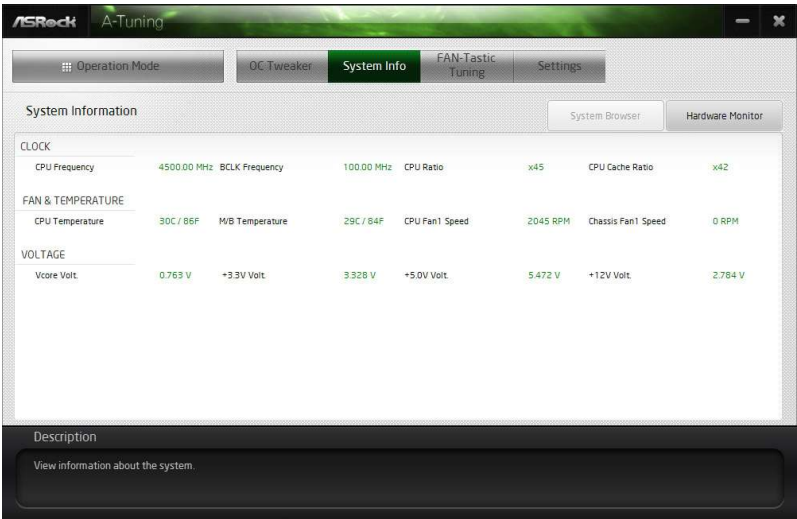 ASRock A-Tuning
Operation Mode OC Tweaker System Info FAN-Tastic Tuning Settings
System Information System Browser Hardware Monitor
CLOCK
CPU Frequency 4500.00 MHz BCLK Frequency 100.00 MHz CPU Ratio x45 CPU Cache Ratio x42
FAN & TEMPERATURE
CPU Temperature 30C / 86F M/B Temperature 29C / 84F CPU Fan1 Speed 2045 RPM Chassis Fan1 Speed 0 RPM
VOLTAGE
Vcore Volt. 0.763 V +3.3V Volt. 3.328 V +5.0V Volt. 5.472 V +12V Volt. 2.784 V
Description
View information about the system.